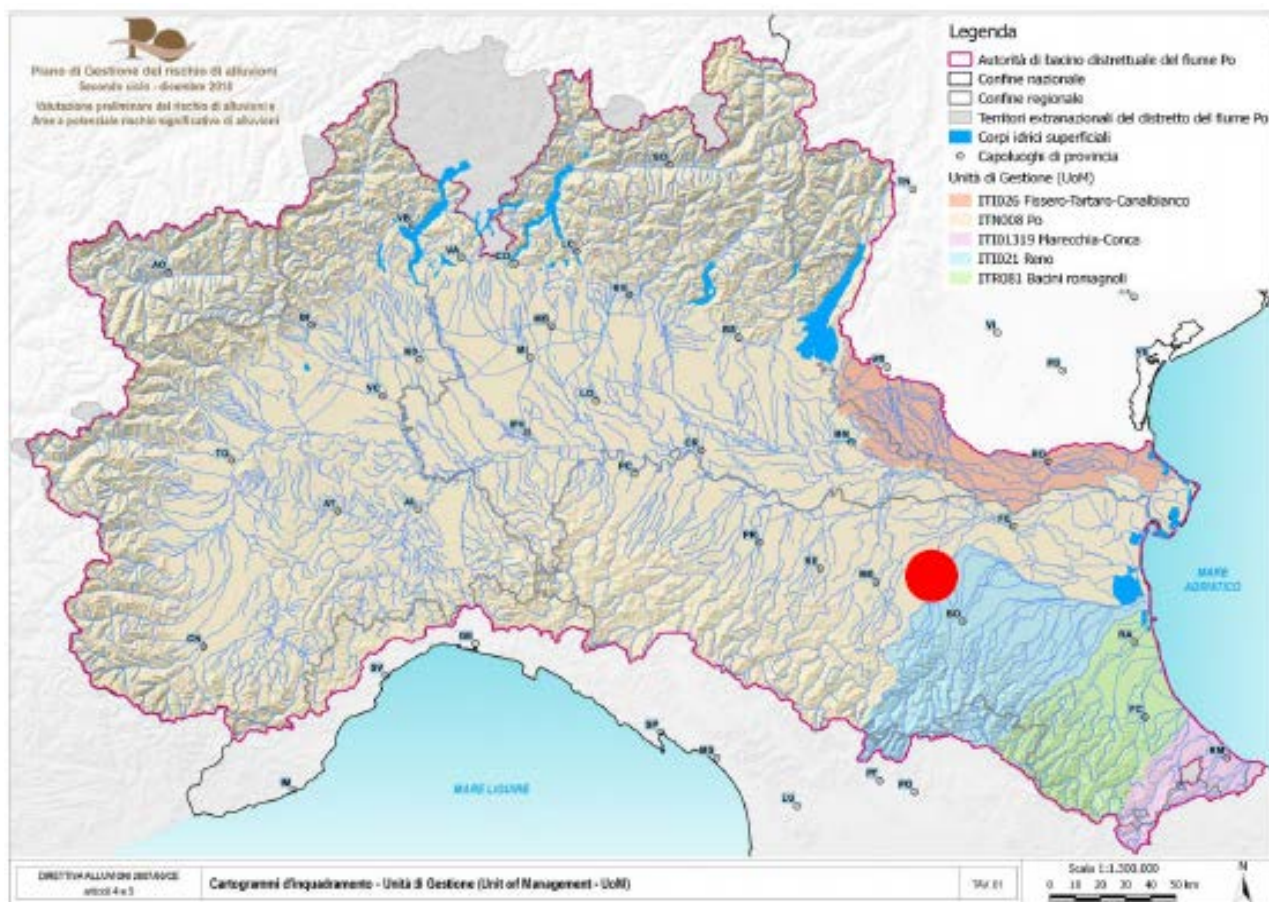 Po
Piano di Gestione del rischio di alluvioni
Secondo ciclo - dicembre 2018
Valutazione preliminare del rischio di alluvioni e
Aree a potenziale rischio significativo di alluvioni
Legenda
Autorità di bacino distrettuale del fiume Po
Confine nazionale
Confine regionale
Territori extranazionali del distretto del fiume Po
Corpi idrici superficiali
Capoluoghi di provincia
Unità di Gestione (UoM)
ITI026 Fissero-Tartaro-Canalbianco
ITN008 Po
ITI01319 Marecchia-Conca
ITI021 Reno
ITR081 Bacini romagnoli
SO
TN
VB
VA
CO
LC
AO
BG
BI
MB
VI
NO
MI
BS
PD
VE
VR
VC
LO
PV
MN
CR
RO
TO
PC
AT
AL
FE
PR
RE
MO
MARE
ADRIATICO
BO
RA
CN
GE
SV
FC
SP
MS
RN
IM
MARE LIGURE
PT
PO
LU
DIRETTIVA ALLUVIONI 2007/60/CE
articoli 4 e 5
Cartogrammi d'inquadramento - Unità di Gestione (Unit of Management - UoM)
TAV. 01
Scala 1:1.300.000
0 10 20 30 40 50 km
N